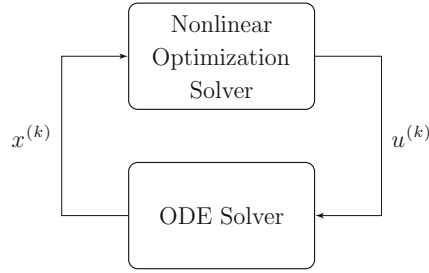 Nonlinear
Optimization
Solver
x^{(k)}
u^{(k)}
ODE Solver